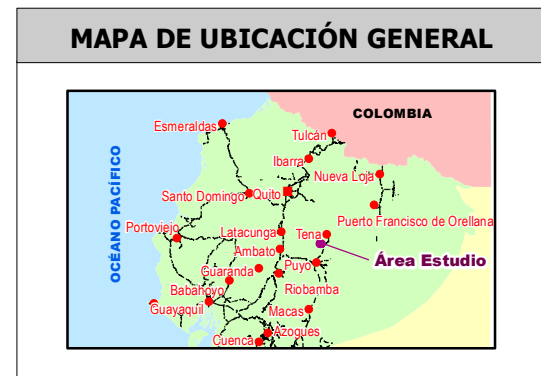 MAPA DE UBICACIÓN GENERAL
COLOMBIA
Esmeraldas
Tulcán
OCÉANO PACÍFICO
Ibarra
Nueva Loja
Santo Domingo
Quito
Puerto Francisco de Orellana
Portoviejo
Latacunga
Tena
Ambato
Área Estudio
Guaranda
Puyo
Babahoyo
Riobamba
Guayaquil
Macas
Azogues
Cuenca